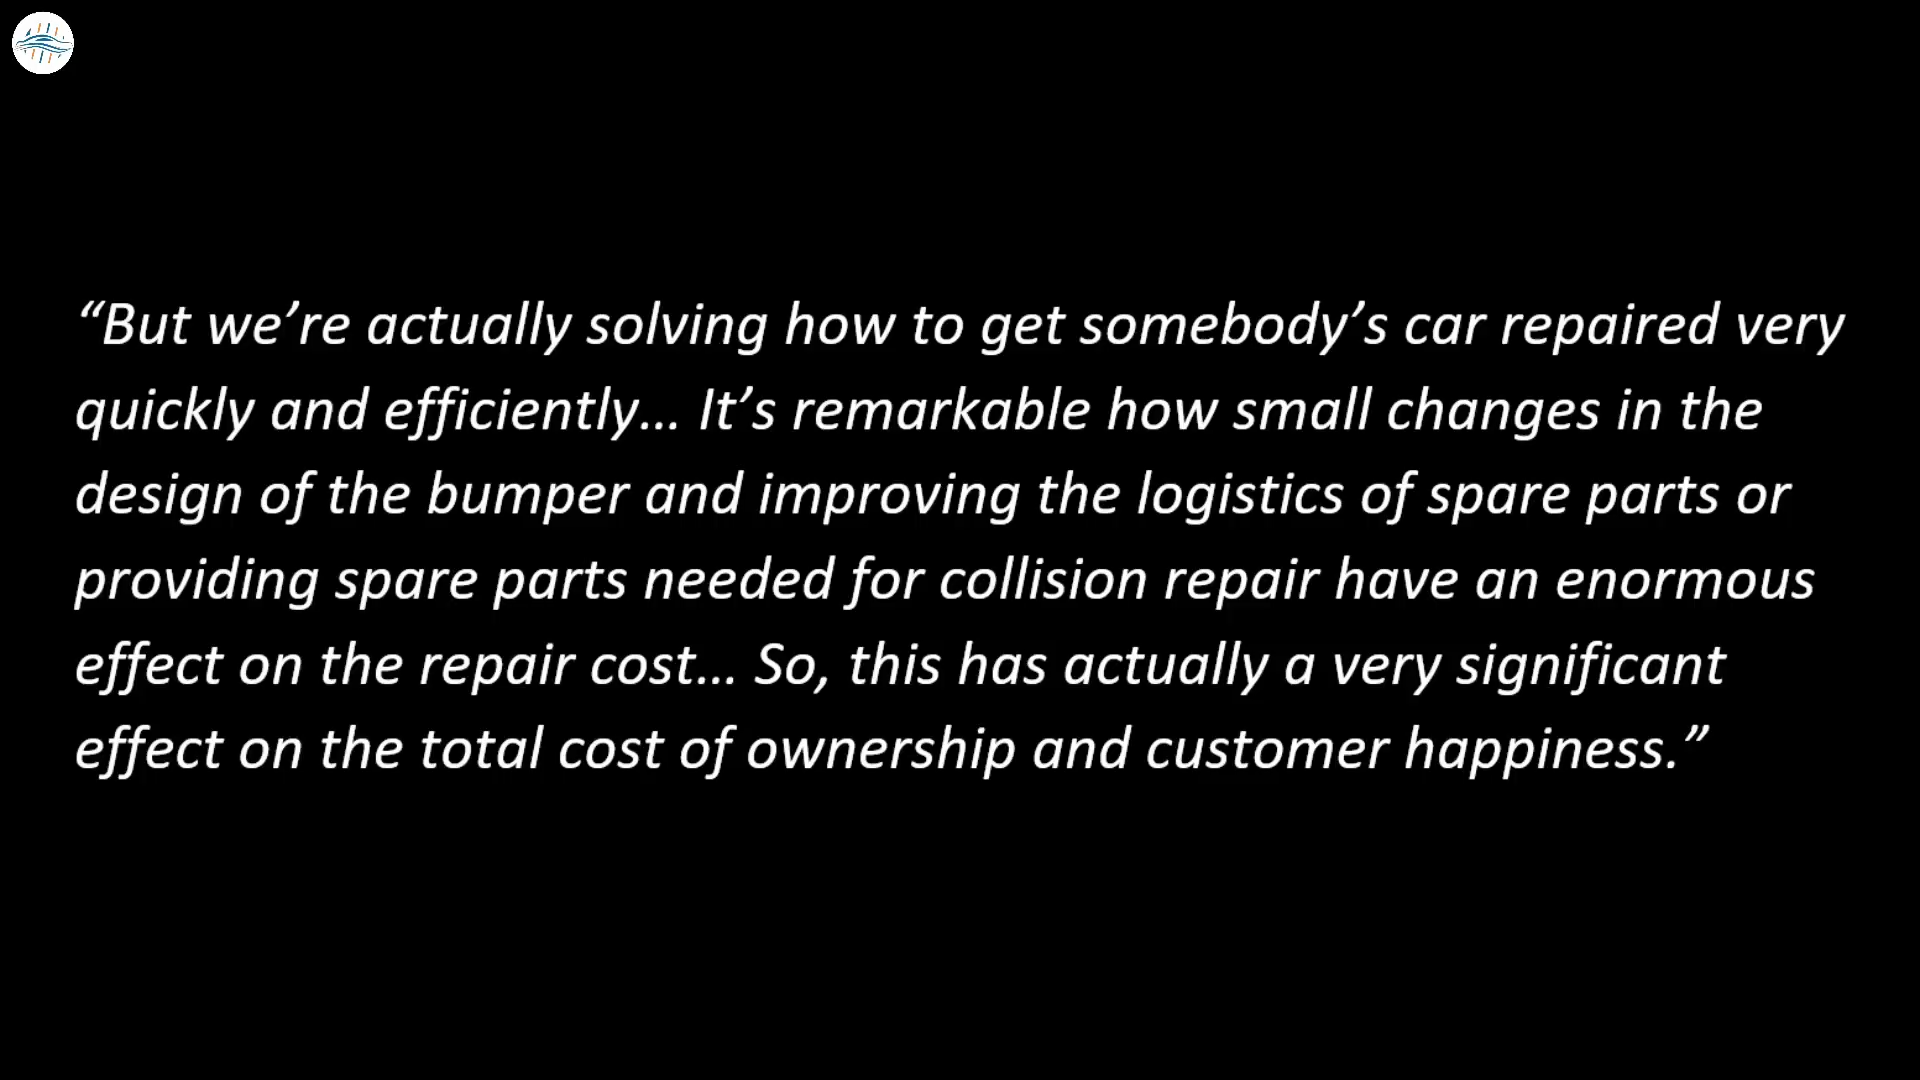 “But we’re actually solving how to get somebody’s car repaired very
quickly and efficiently… It’s remarkable how small changes in the
design of the bumper and improving the logistics of spare parts or
providing spare parts needed for collision repair have an enormous
effect on the repair cost… So, this has actually a very significant
effect on the total cost of ownership and customer happiness.”